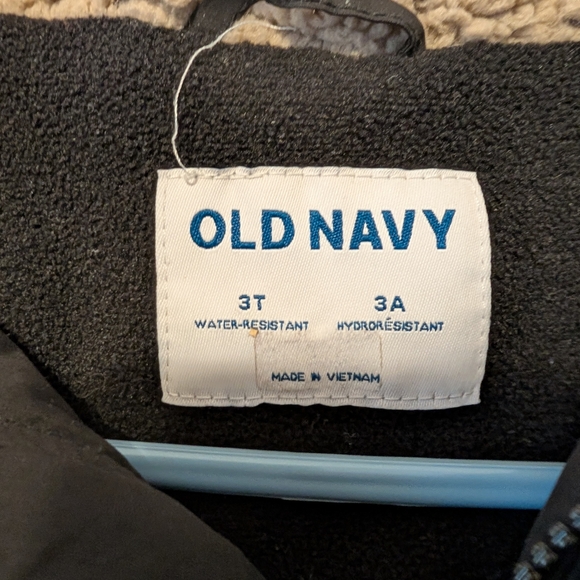 OLD NAVY
3T 3A
WATER-RESISTANT HYDRORÉSISTANT
MADE IN VIETNAM